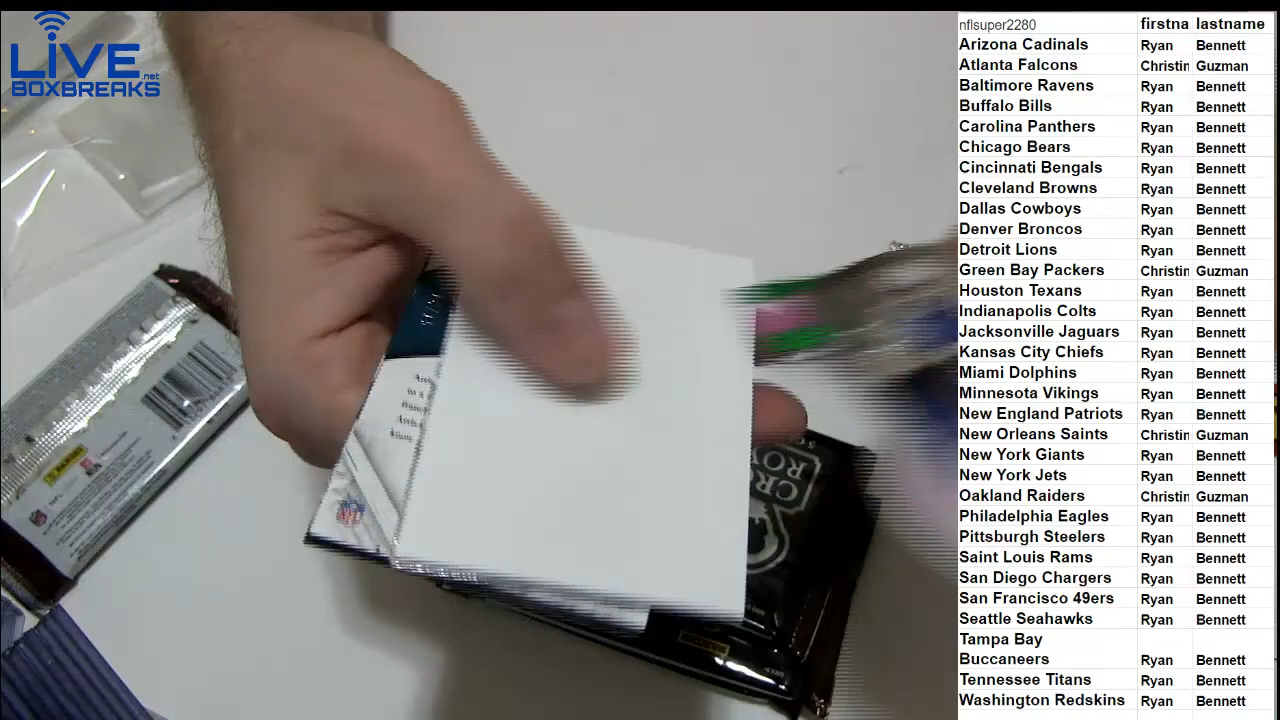 LIVE.net
BOXBREAKS
nflsuper2280 firstna lastname
Arizona Cadinals Ryan Bennett
Atlanta Falcons Christin Guzman
Baltimore Ravens Ryan Bennett
Buffalo Bills Ryan Bennett
Carolina Panthers Ryan Bennett
Chicago Bears Ryan Bennett
Cincinnati Bengals Ryan Bennett
Cleveland Browns Ryan Bennett
Dallas Cowboys Ryan Bennett
Denver Broncos Ryan Bennett
Detroit Lions Ryan Bennett
Green Bay Packers Christin Guzman
Houston Texans Ryan Bennett
Indianapolis Colts Ryan Bennett
Jacksonville Jaguars Ryan Bennett
Kansas City Chiefs Ryan Bennett
Miami Dolphins Ryan Bennett
Minnesota Vikings Ryan Bennett
New England Patriots Ryan Bennett
New Orleans Saints Christin Guzman
New York Giants Ryan Bennett
New York Jets Ryan Bennett
Oakland Raiders Christin Guzman
Philadelphia Eagles Ryan Bennett
Pittsburgh Steelers Ryan Bennett
Saint Louis Rams Ryan Bennett
San Diego Chargers Ryan Bennett
San Francisco 49ers Ryan Bennett
Seattle Seahawks Ryan Bennett
Tampa Bay
Buccaneers Ryan Bennett
Tennessee Titans Ryan Bennett
Washington Redskins Ryan Bennett